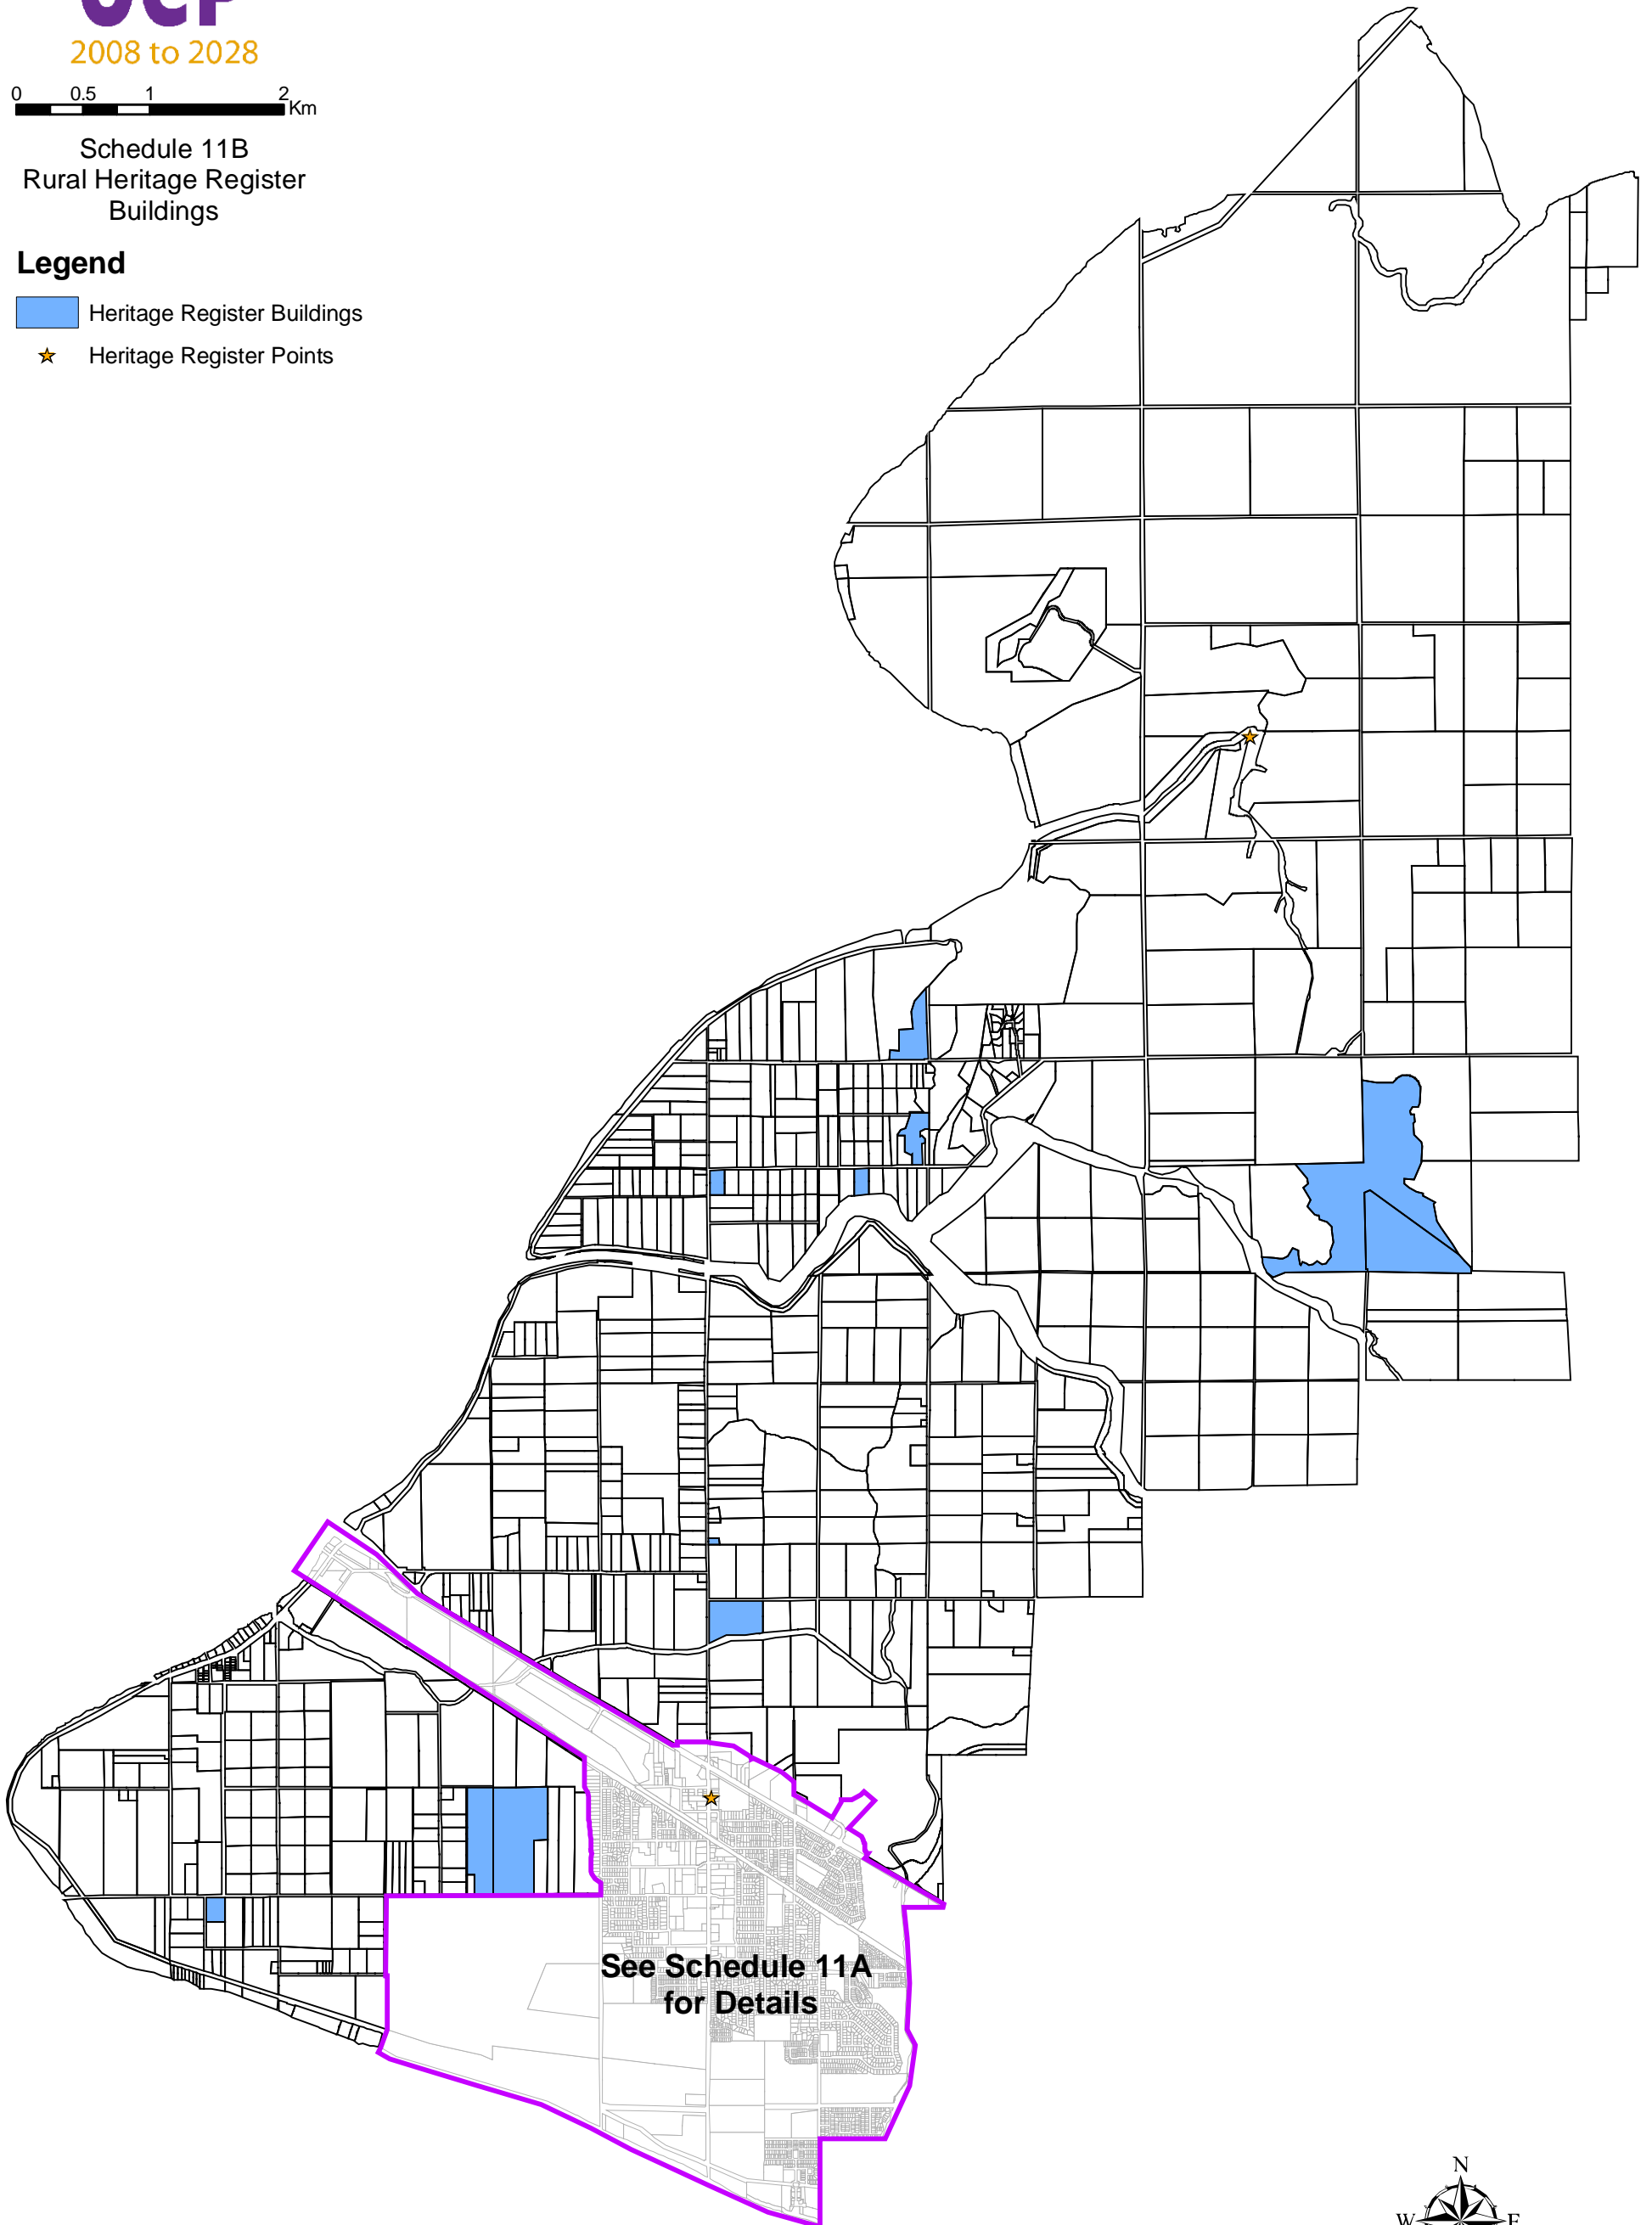 OCP
2008 to 2028
0 0.5 1 2
Km
Schedule 11B
Rural Heritage Register
Buildings
Legend
Heritage Register Buildings
Heritage Register Points
See Schedule 11A
for Details
N
W E